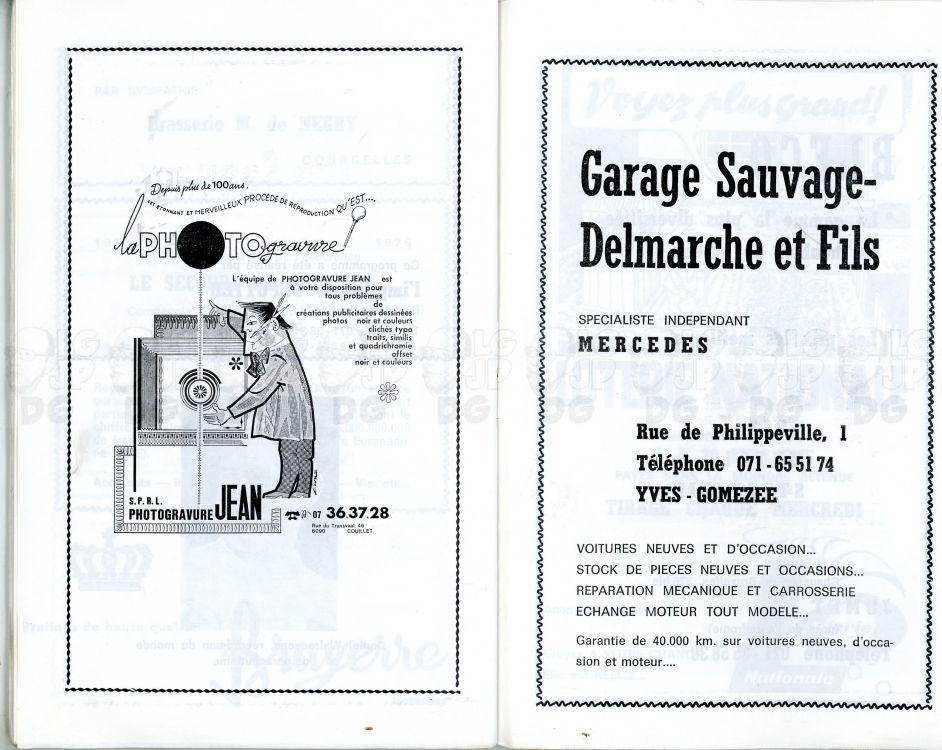 Depuis plus de 100 ans,
CET ETONNANT ET MERVEILLEUX PROCÉDÉ DE REPRODUCTION QU'EST...
la PHOTOgravure!
L'équipe de PHOTOGRAVURE JEAN est
à votre disposition pour
tous problèmes
de
créations publicitaires dessinées
photos noir et couleurs
clichés typo
traits, similis
et quadrichromie
offset
noir et couleurs
S.P.R.L.
PHOTOGRAVURE JEAN
07 36.37.28
Rue du Transvaal, 46
6090 COUILLET
Garage Sauvage-
Delmarche et Fils
SPECIALISTE INDEPENDANT
MERCEDES
Rue de Philippeville, 1
Téléphone 071-65 51 74
YVES - GOMEZEE
VOITURES NEUVES ET D'OCCASION...
STOCK DE PIECES NEUVES ET OCCASIONS...
REPARATION MECANIQUE ET CARROSSERIE
ECHANGE MOTEUR TOUT MODELE...
Garantie de 40.000 km. sur voitures neuves, d'occa-
sion et moteur....